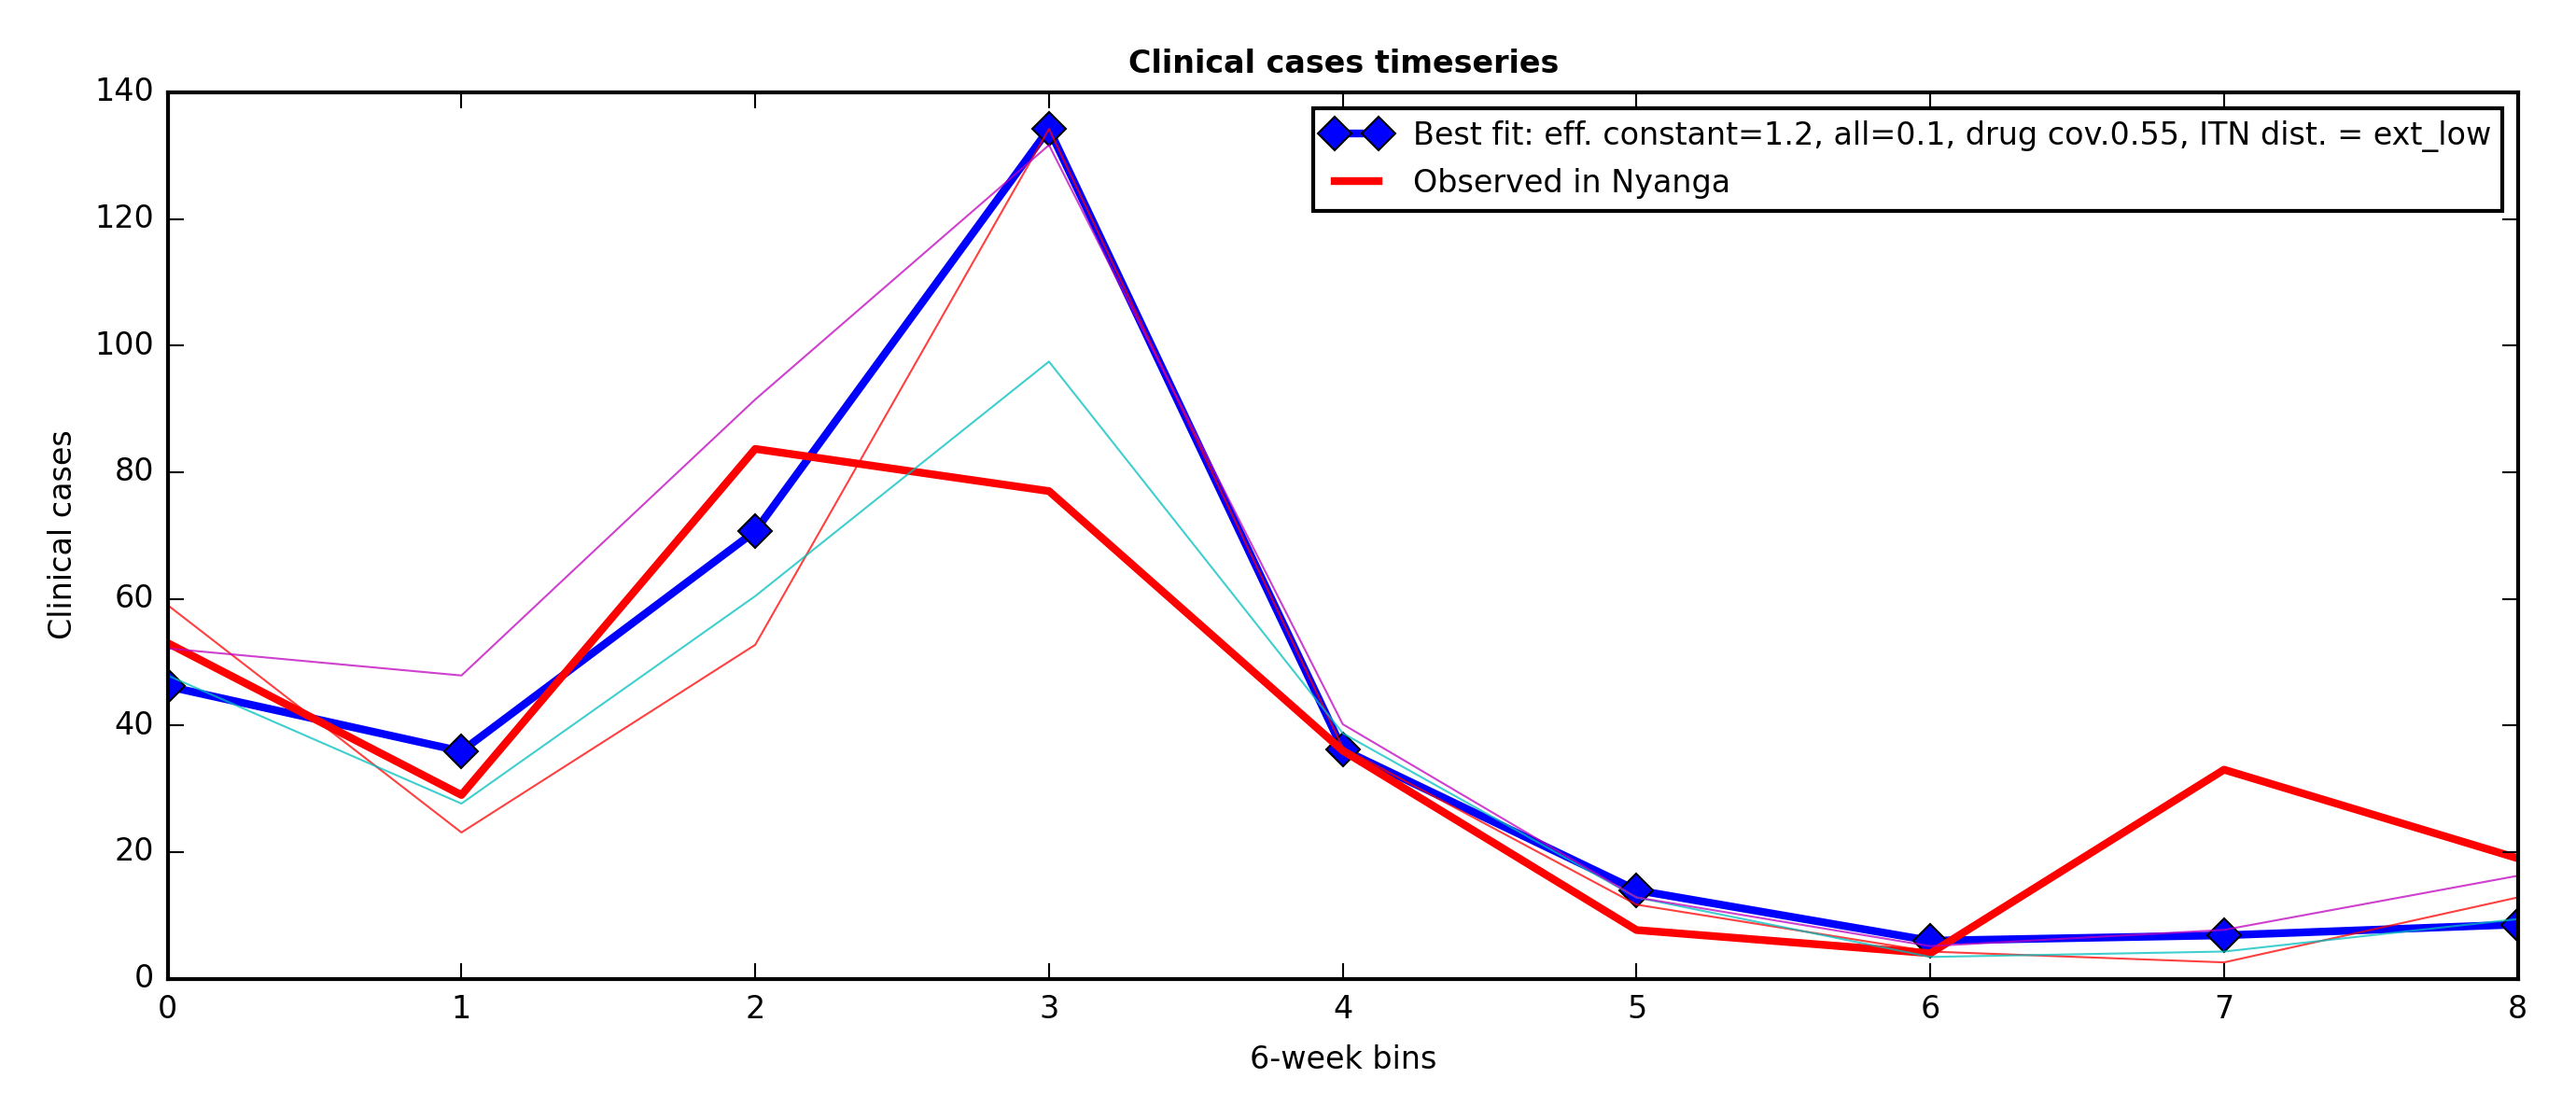 Clinical cases timeseries
140
120
100
80
60
40
20
0
Clinical cases
Best fit: eff. constant=1.2, all=0.1, drug cov.0.55, ITN dist. = ext_low
Observed in Nyanga
0 1 2 3 4 5 6 7 8
6-week bins